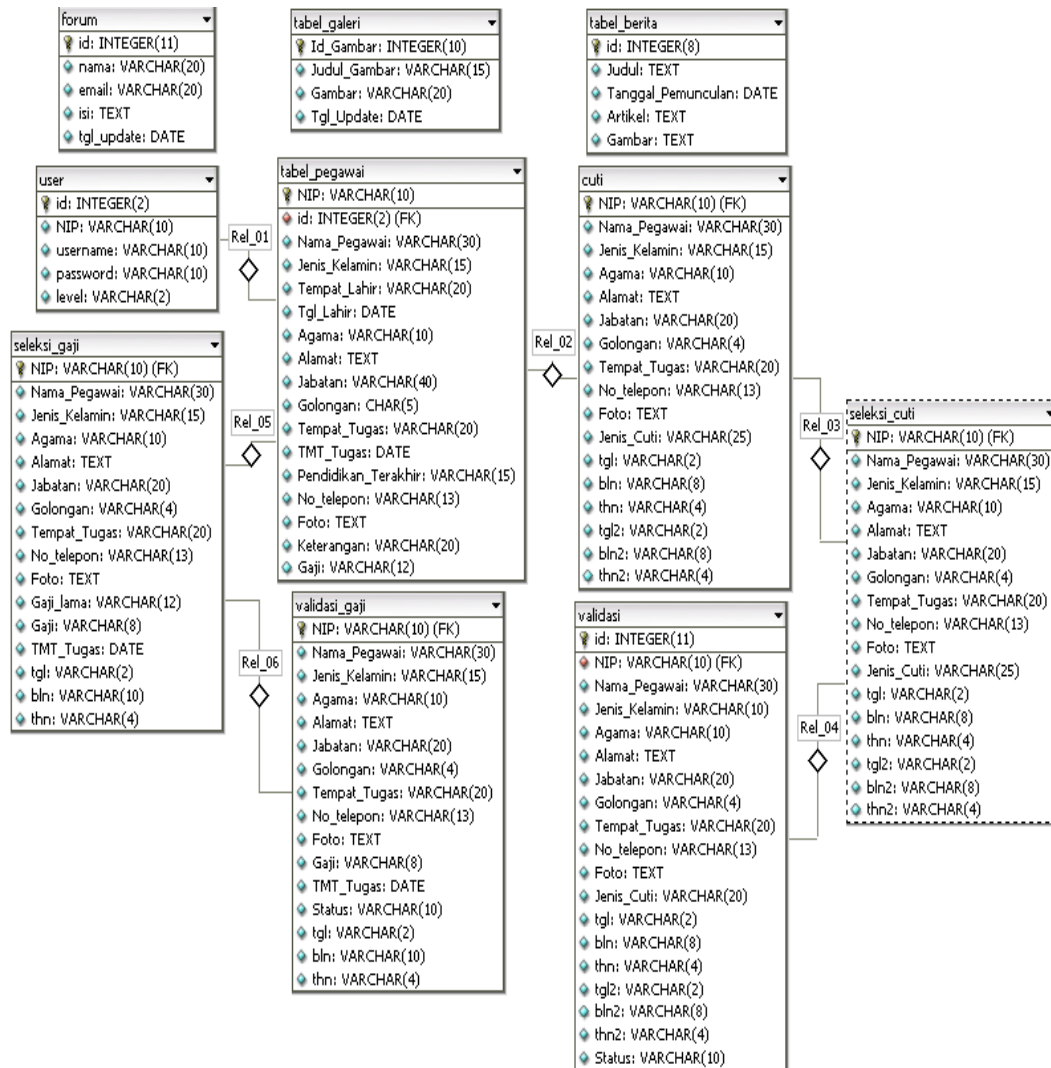 forum
id: INTEGER(11)
nama: VARCHAR(20)
email: VARCHAR(20)
isi: TEXT
tgl_update: DATE
tabel_galeri
Id_Gambar: INTEGER(10)
Judul_Gambar: VARCHAR(15)
Gambar: VARCHAR(20)
Tgl_Update: DATE
tabel_berita
id: INTEGER(8)
Judul: TEXT
Tanggal_Pemunculan: DATE
Artikel: TEXT
Gambar: TEXT
user
id: INTEGER(2)
NIP: VARCHAR(10)
username: VARCHAR(10)
password: VARCHAR(10)
level: VARCHAR(2)
Rel_01
tabel_pegawai
NIP: VARCHAR(10)
id: INTEGER(2) (FK)
Nama_Pegawai: VARCHAR(30)
Jenis_Kelamin: VARCHAR(15)
Tempat_Lahir: VARCHAR(20)
Tgl_Lahir: DATE
Agama: VARCHAR(10)
Alamat: TEXT
Jabatan: VARCHAR(40)
Golongan: CHAR(5)
Tempat_Tugas: VARCHAR(20)
TMT_Tugas: DATE
Pendidikan_Terakhir: VARCHAR(15)
No_telepon: VARCHAR(13)
Foto: TEXT
Keterangan: VARCHAR(20)
Gaji: VARCHAR(12)
Rel_02
cuti
NIP: VARCHAR(10) (FK)
Nama_Pegawai: VARCHAR(30)
Jenis_Kelamin: VARCHAR(15)
Agama: VARCHAR(10)
Alamat: TEXT
Jabatan: VARCHAR(20)
Golongan: VARCHAR(4)
Tempat_Tugas: VARCHAR(20)
No_telepon: VARCHAR(13)
Foto: TEXT
Jenis_Cuti: VARCHAR(25)
tgl: VARCHAR(2)
bln: VARCHAR(8)
thn: VARCHAR(4)
tgl2: VARCHAR(2)
bln2: VARCHAR(8)
thn2: VARCHAR(4)
Rel_03
seleksi_gaji
NIP: VARCHAR(10) (FK)
Nama_Pegawai: VARCHAR(30)
Jenis_Kelamin: VARCHAR(15)
Agama: VARCHAR(10)
Alamat: TEXT
Jabatan: VARCHAR(20)
Golongan: VARCHAR(4)
Tempat_Tugas: VARCHAR(20)
No_telepon: VARCHAR(13)
Foto: TEXT
Gaji_lama: VARCHAR(12)
Gaji: VARCHAR(8)
TMT_Tugas: DATE
tgl: VARCHAR(2)
bln: VARCHAR(10)
thn: VARCHAR(4)
Rel_05
Rel_06
seleksi_cuti
NIP: VARCHAR(10) (FK)
Nama_Pegawai: VARCHAR(30)
Jenis_Kelamin: VARCHAR(15)
Agama: VARCHAR(10)
Alamat: TEXT
Jabatan: VARCHAR(20)
Golongan: VARCHAR(4)
Tempat_Tugas: VARCHAR(20)
No_telepon: VARCHAR(13)
Foto: TEXT
Jenis_Cuti: VARCHAR(25)
tgl: VARCHAR(2)
bln: VARCHAR(8)
thn: VARCHAR(4)
tgl2: VARCHAR(2)
bln2: VARCHAR(8)
thn2: VARCHAR(4)
validasi_gaji
NIP: VARCHAR(10) (FK)
Nama_Pegawai: VARCHAR(30)
Jenis_Kelamin: VARCHAR(15)
Agama: VARCHAR(10)
Alamat: TEXT
Jabatan: VARCHAR(20)
Golongan: VARCHAR(4)
Tempat_Tugas: VARCHAR(20)
No_telepon: VARCHAR(13)
Foto: TEXT
Gaji: VARCHAR(8)
TMT_Tugas: DATE
Status: VARCHAR(10)
tgl: VARCHAR(2)
bln: VARCHAR(10)
thn: VARCHAR(4)
validasi
id: INTEGER(11)
NIP: VARCHAR(10) (FK)
Nama_Pegawai: VARCHAR(30)
Jenis_Kelamin: VARCHAR(10)
Agama: VARCHAR(10)
Alamat: TEXT
Jabatan: VARCHAR(20)
Golongan: VARCHAR(4)
Tempat_Tugas: VARCHAR(20)
No_telepon: VARCHAR(13)
Foto: TEXT
Jenis_Cuti: VARCHAR(20)
tgl: VARCHAR(2)
bln: VARCHAR(8)
thn: VARCHAR(4)
tgl2: VARCHAR(2)
bln2: VARCHAR(8)
thn2: VARCHAR(4)
Status: VARCHAR(10)
Rel_04